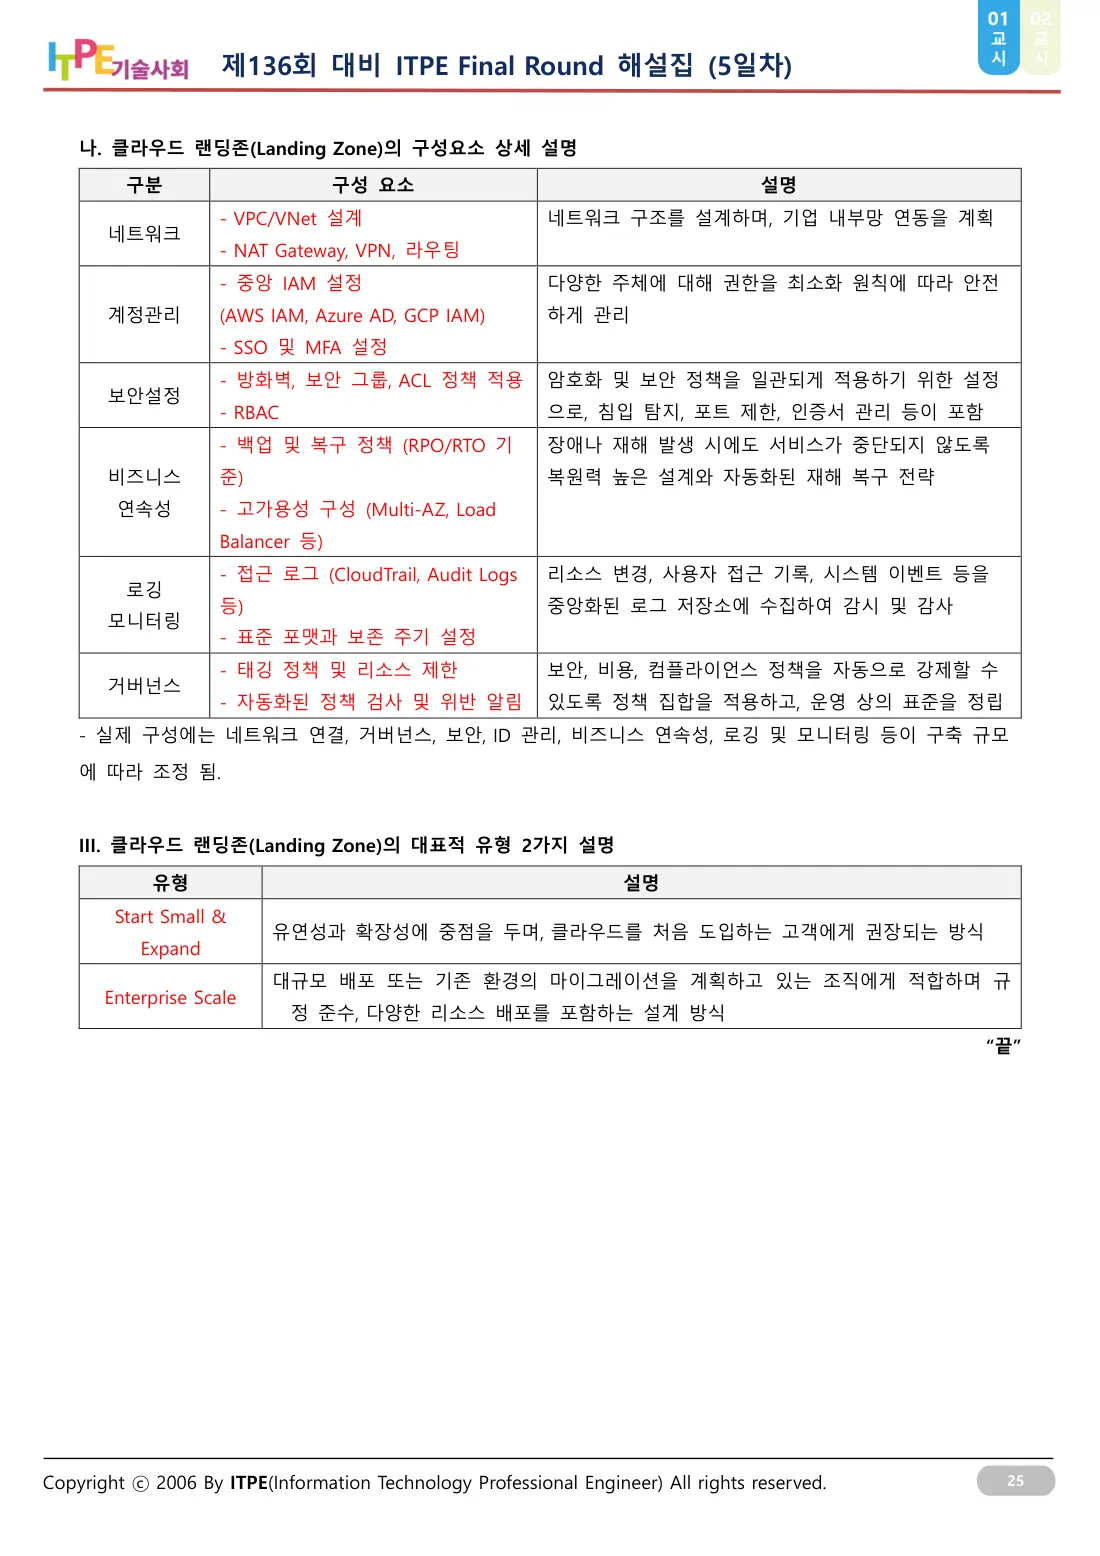 01
교
시
02
교
시
ITPE기술사회
제136회 대비 ITPE Final Round 해설집 (5일차)
나. 클라우드 랜딩존(Landing Zone)의 구성요소 상세 설명
구분 구성 요소 설명
네트워크
- VPC/VNet 설계
- NAT Gateway, VPN, 라우팅
네트워크 구조를 설계하며, 기업 내부망 연동을 계획
계정관리
- 중앙 IAM 설정
(AWS IAM, Azure AD, GCP IAM)
- SSO 및 MFA 설정
다양한 주체에 대해 권한을 최소화 원칙에 따라 안전
하게 관리
보안설정
- 방화벽, 보안 그룹, ACL 정책 적용
- RBAC
암호화 및 보안 정책을 일관되게 적용하기 위한 설정
으로, 침입 탐지, 포트 제한, 인증서 관리 등이 포함
비즈니스
연속성
- 백업 및 복구 정책 (RPO/RTO 기
준)
- 고가용성 구성 (Multi-AZ, Load
Balancer 등)
장애나 재해 발생 시에도 서비스가 중단되지 않도록
복원력 높은 설계와 자동화된 재해 복구 전략
로깅
모니터링
- 접근 로그 (CloudTrail, Audit Logs
등)
- 표준 포맷과 보존 주기 설정
리소스 변경, 사용자 접근 기록, 시스템 이벤트 등을
중앙화된 로그 저장소에 수집하여 감시 및 감사
거버넌스
- 태깅 정책 및 리소스 제한
- 자동화된 정책 검사 및 위반 알림
보안, 비용, 컴플라이언스 정책을 자동으로 강제할 수
있도록 정책 집합을 적용하고, 운영 상의 표준을 정립
- 실제 구성에는 네트워크 연결, 거버넌스, 보안, ID 관리, 비즈니스 연속성, 로깅 및 모니터링 등이 구축 규모
에 따라 조정 됨.
III. 클라우드 랜딩존(Landing Zone)의 대표적 유형 2가지 설명
유형 설명
Start Small &
Expand
유연성과 확장성에 중점을 두며, 클라우드를 처음 도입하는 고객에게 권장되는 방식
Enterprise Scale
대규모 배포 또는 기존 환경의 마이그레이션을 계획하고 있는 조직에게 적합하며 규
정 준수, 다양한 리소스 배포를 포함하는 설계 방식
“끝”
Copyright ⓒ 2006 By ITPE(Information Technology Professional Engineer) All rights reserved.
25